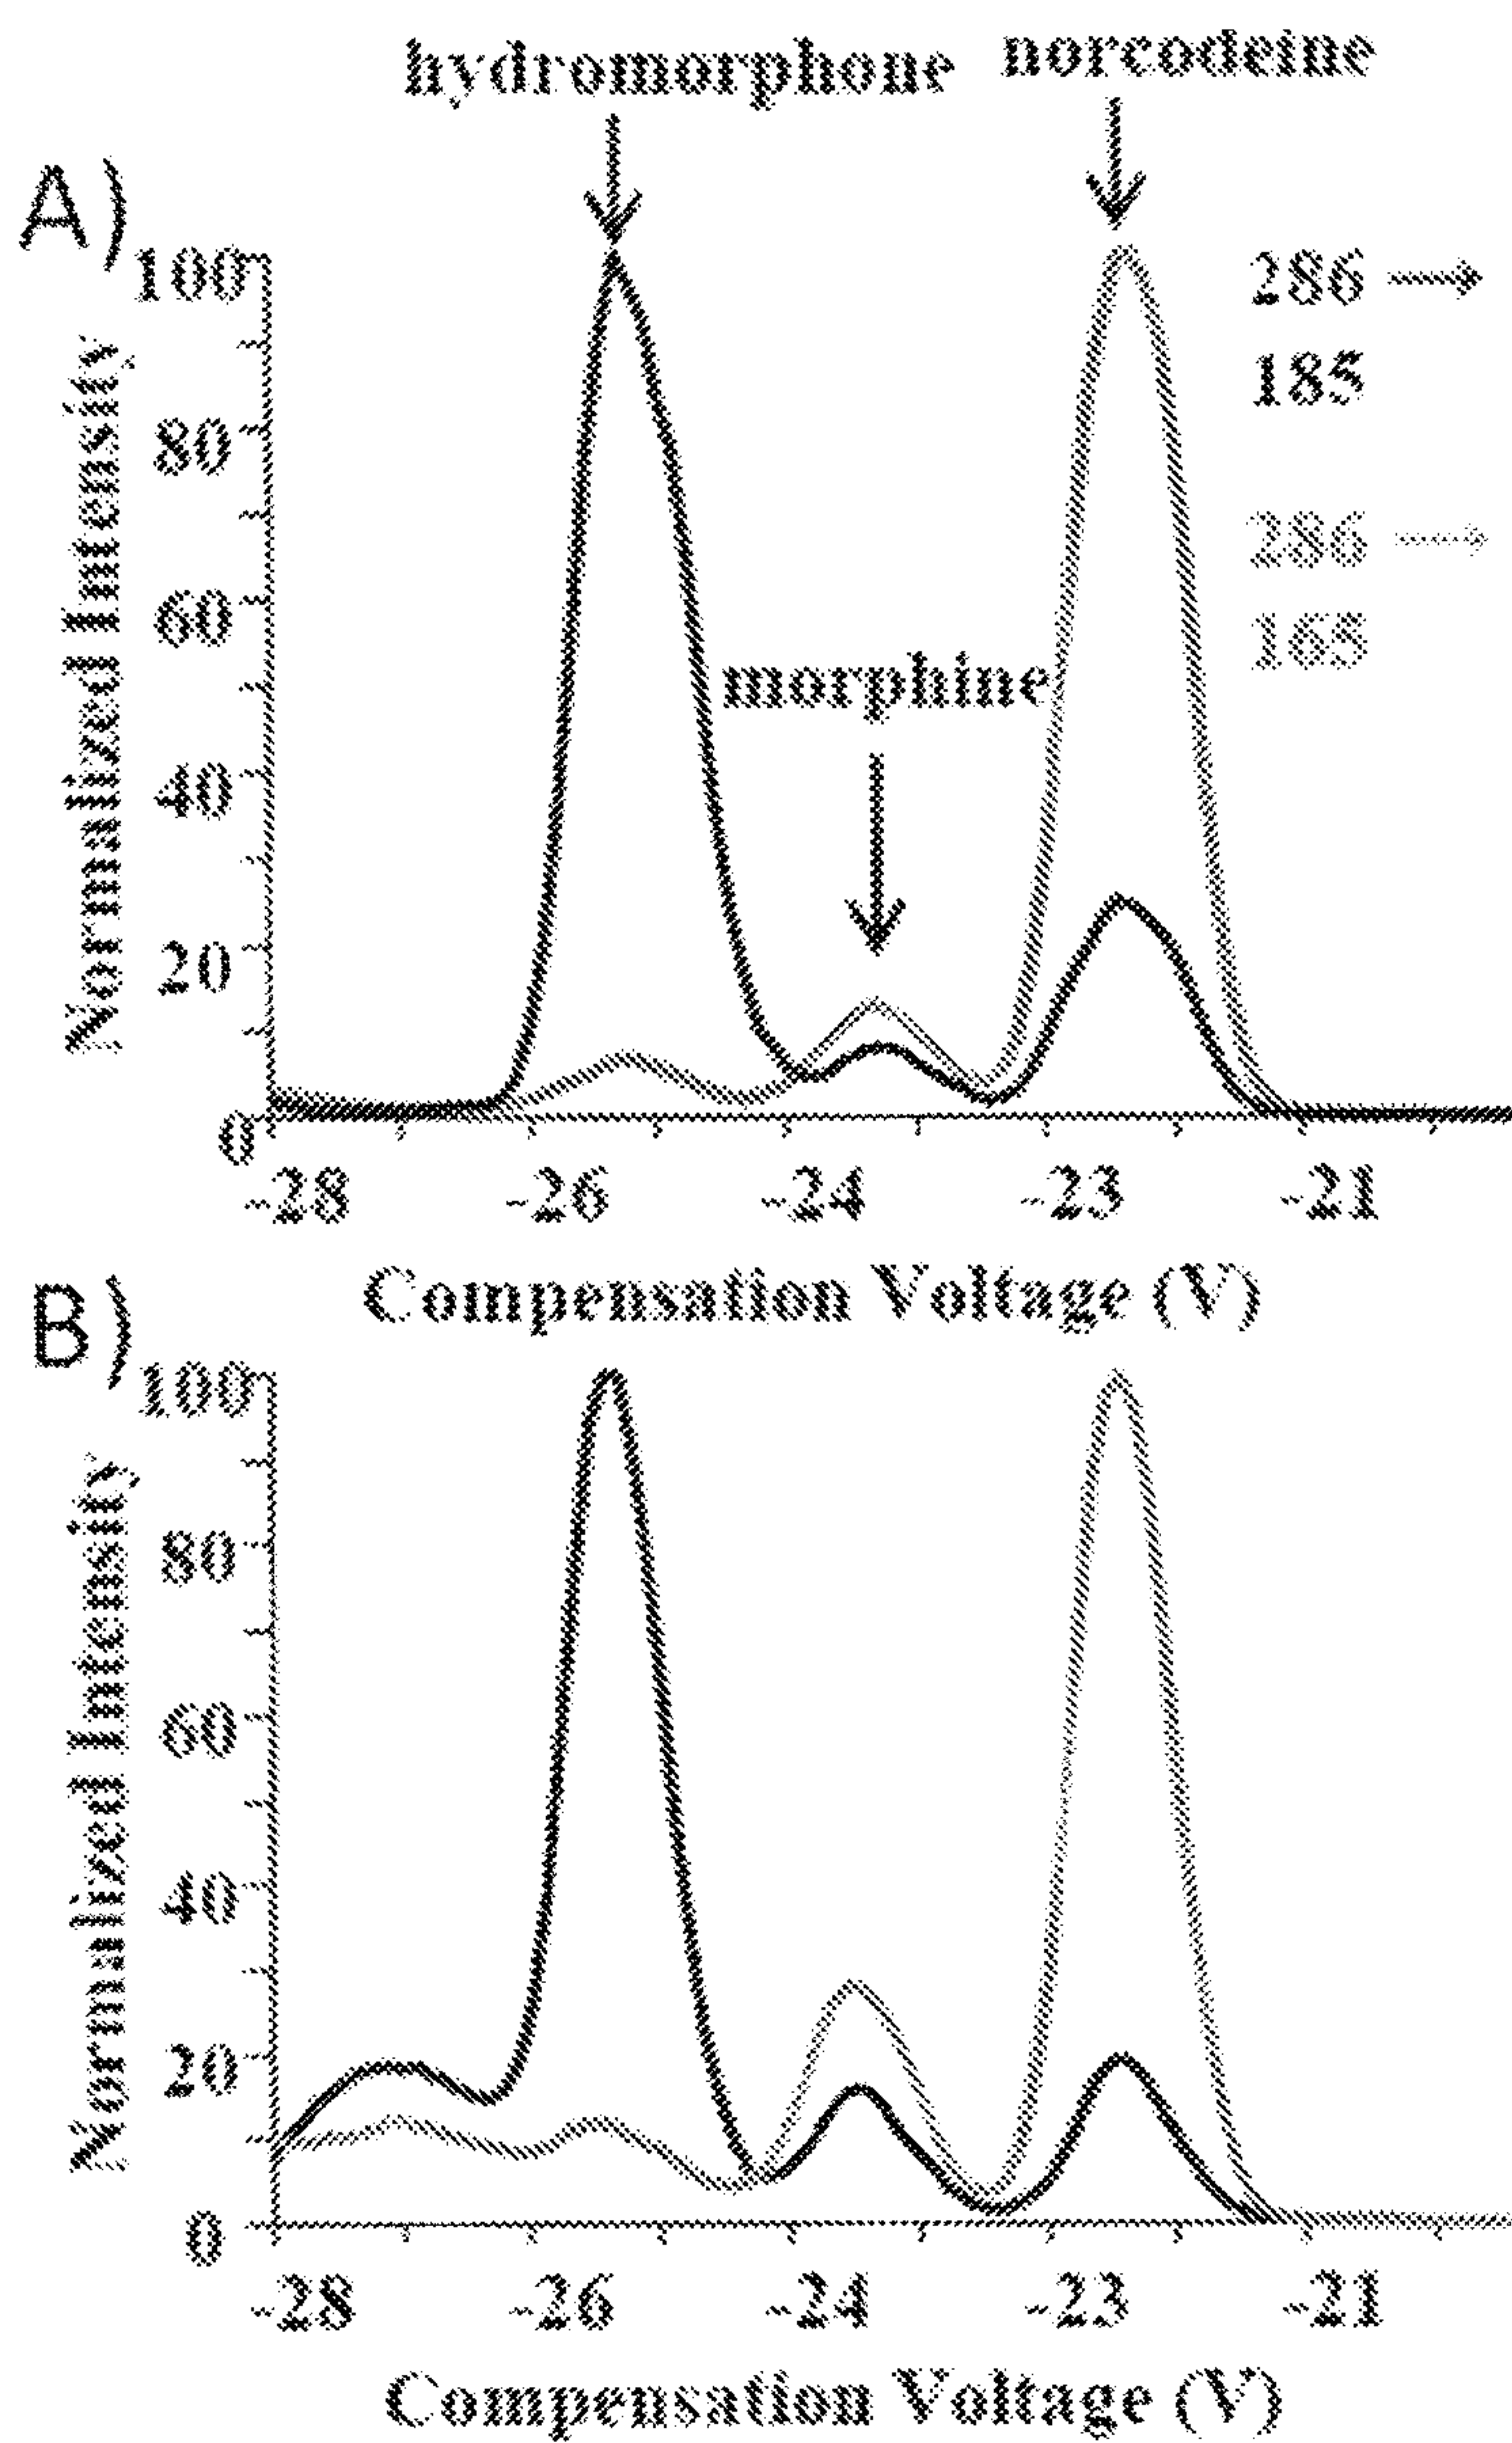 hydromorphone norcodeine
A)
100
80
60
40
20
0
Normalized Intensity
286 →
185
286 →
165
morphine
-28 -26 -24 -23 -21
Compensation Voltage (V)
B)
100
80
60
40
20
0
Normalized Intensity
-28 -26 -24 -23 -21
Compensation Voltage (V)